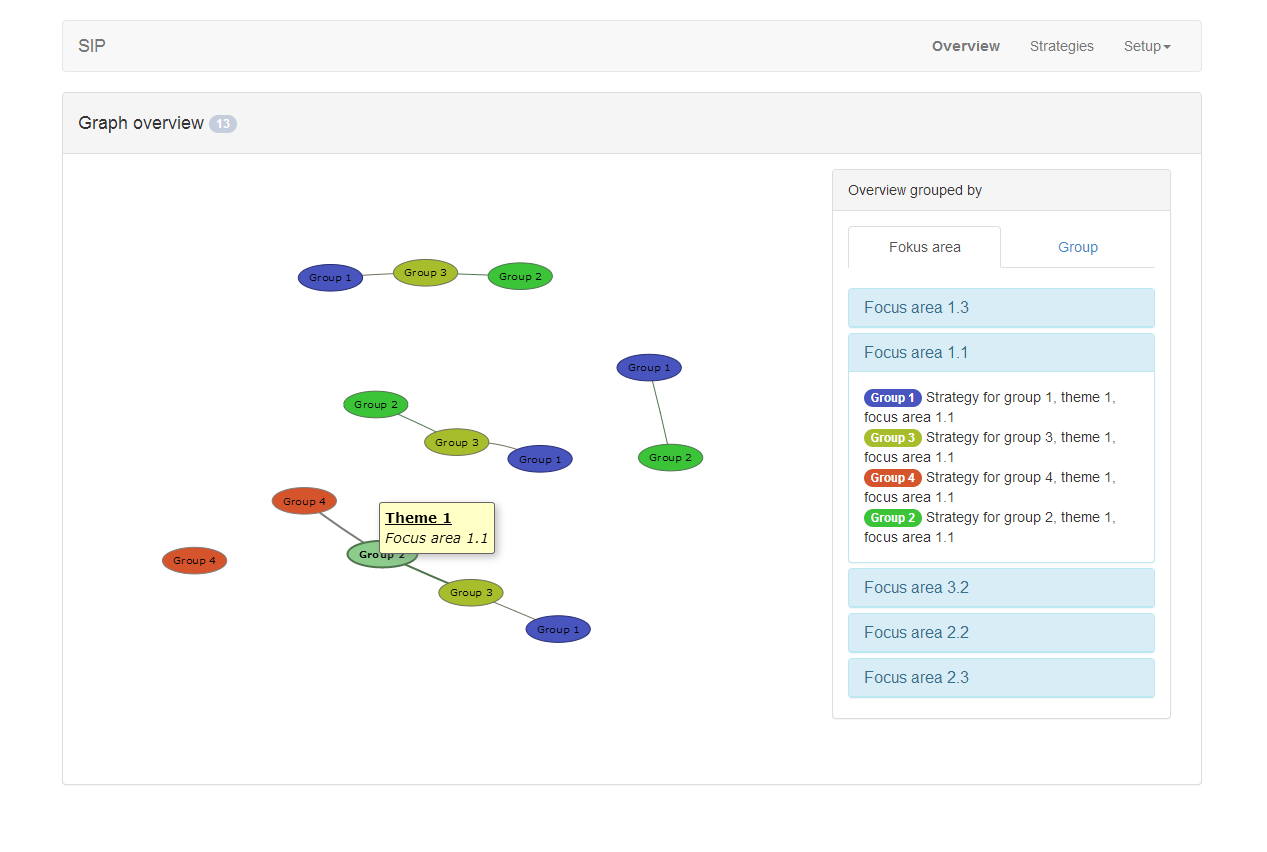 SIP
Overview
Strategies
Setup
Graph overview 13
Overview grouped by
Fokus area
Group
Group 1
Group 3
Group 2
Group 1
Group 2
Group 2
Group 3
Group 1
Group 4
Theme 1
Focus area 1.1
Group 2
Group 4
Group 3
Group 1
Focus area 1.3
Focus area 1.1
Group 1 Strategy for group 1, theme 1,
focus area 1.1
Group 3 Strategy for group 3, theme 1,
focus area 1.1
Group 4 Strategy for group 4, theme 1,
focus area 1.1
Group 2 Strategy for group 2, theme 1,
focus area 1.1
Focus area 3.2
Focus area 2.2
Focus area 2.3